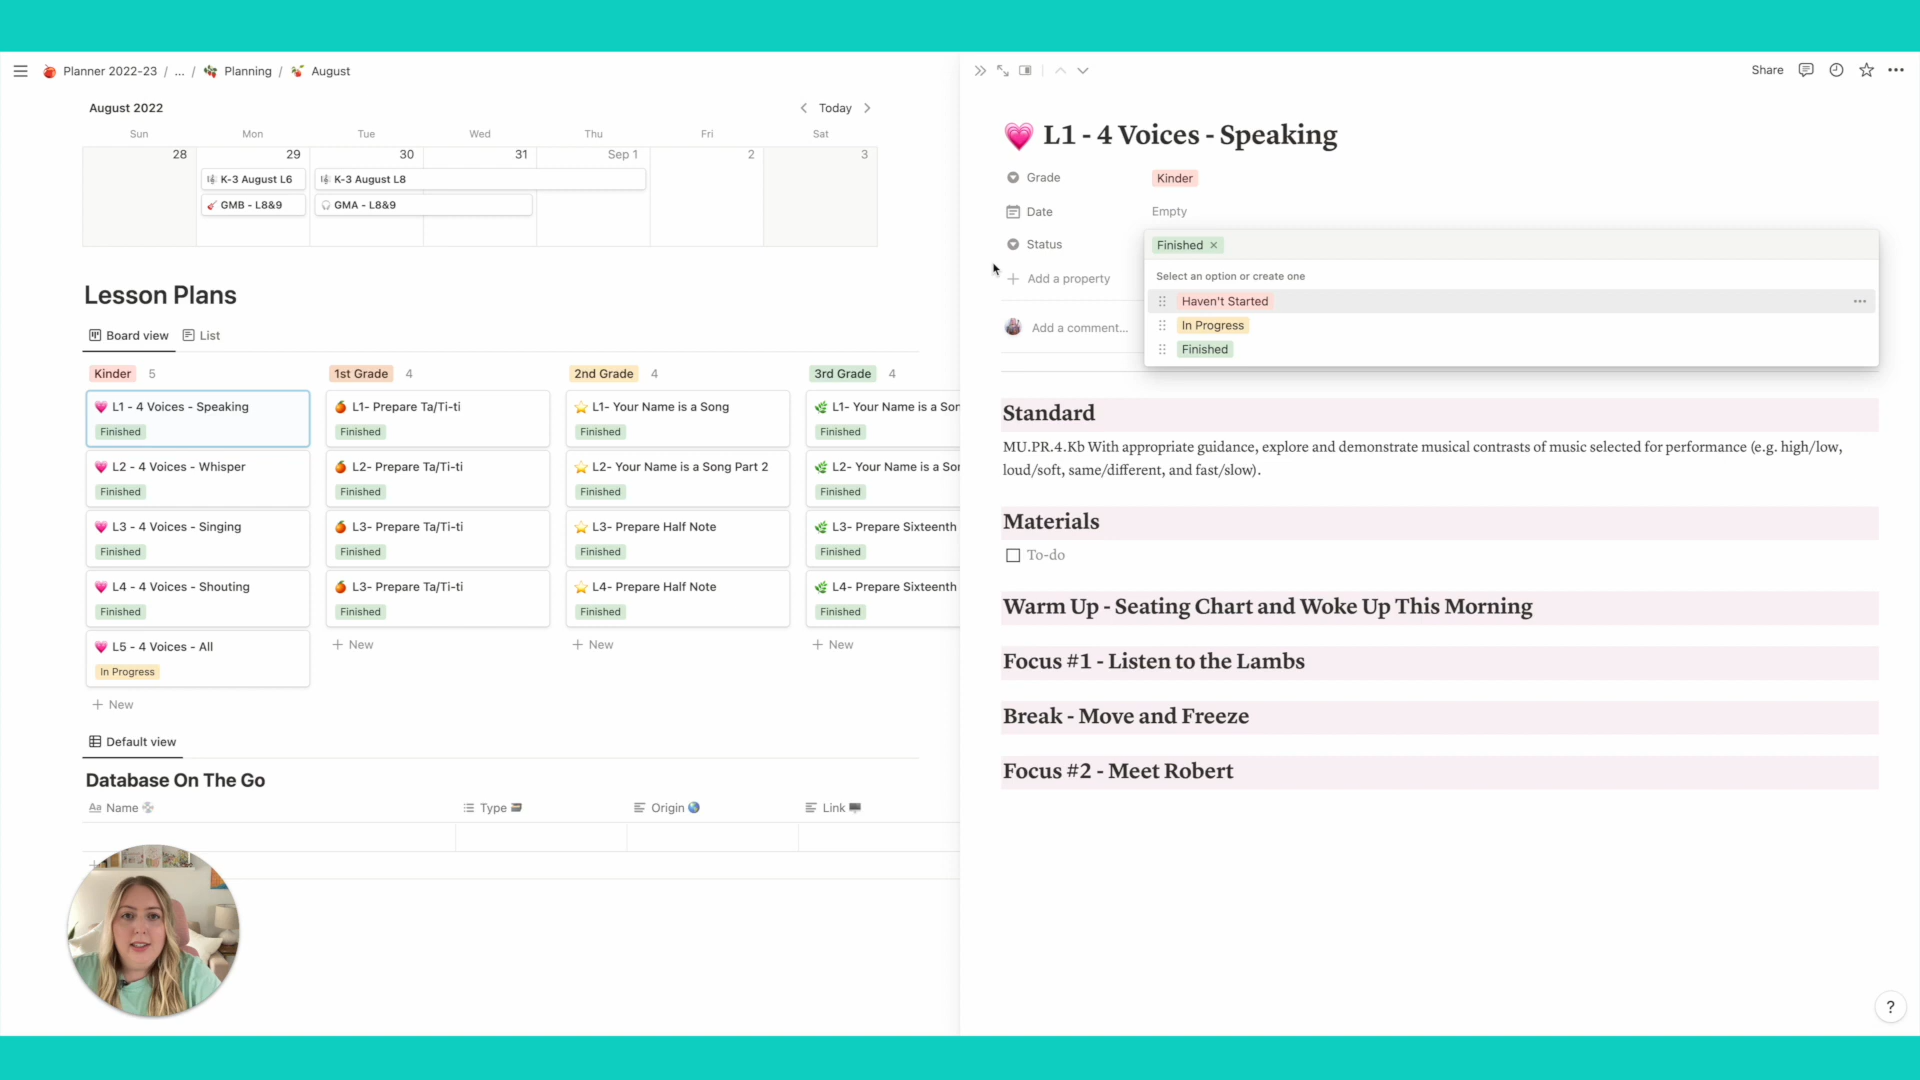 Planner 2022-23 / ... / Planning / August
August 2022
Today
Sun Mon Tue Wed Thu Fri Sat
28 29 30 31 Sep 1 2 3
K-3 August L6
K-3 August L8
GMB - L8&9
GMA - L8&9
Lesson Plans
Board view
List
Kinder 5
L1 - 4 Voices - Speaking
Finished
L2 - 4 Voices - Whisper
Finished
L3 - 4 Voices - Singing
Finished
L4 - 4 Voices - Shouting
Finished
L5 - 4 Voices - All
In Progress
+ New
1st Grade 4
L1- Prepare Ta/Ti-ti
Finished
L2- Prepare Ta/Ti-ti
Finished
L3- Prepare Ta/Ti-ti
Finished
L3- Prepare Ta/Ti-ti
Finished
+ New
2nd Grade 4
L1- Your Name is a Song
Finished
L2- Your Name is a Song Part 2
Finished
L3- Prepare Half Note
Finished
L4- Prepare Half Note
Finished
+ New
3rd Grade 4
L1- Your Name is a Son
Finished
L2- Your Name is a Son
Finished
L3- Prepare Sixteenth
Finished
L4- Prepare Sixteenth
Finished
+ New
Default view
Database On The Go
Aa Name
Type
Origin
Link
Share
L1 - 4 Voices - Speaking
Grade Kinder
Date Empty
Status Finished ×
Select an option or create one
Haven't Started
In Progress
Finished
+ Add a property
Add a comment...
Standard
MU.PR.4.Kb With appropriate guidance, explore and demonstrate musical contrasts of music selected for performance (e.g. high/low,
loud/soft, same/different, and fast/slow).
Materials
To-do
Warm Up - Seating Chart and Woke Up This Morning
Focus #1 - Listen to the Lambs
Break - Move and Freeze
Focus #2 - Meet Robert
?